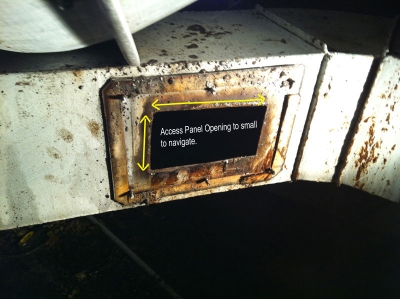 Access Panel Opening to small
to navigate.